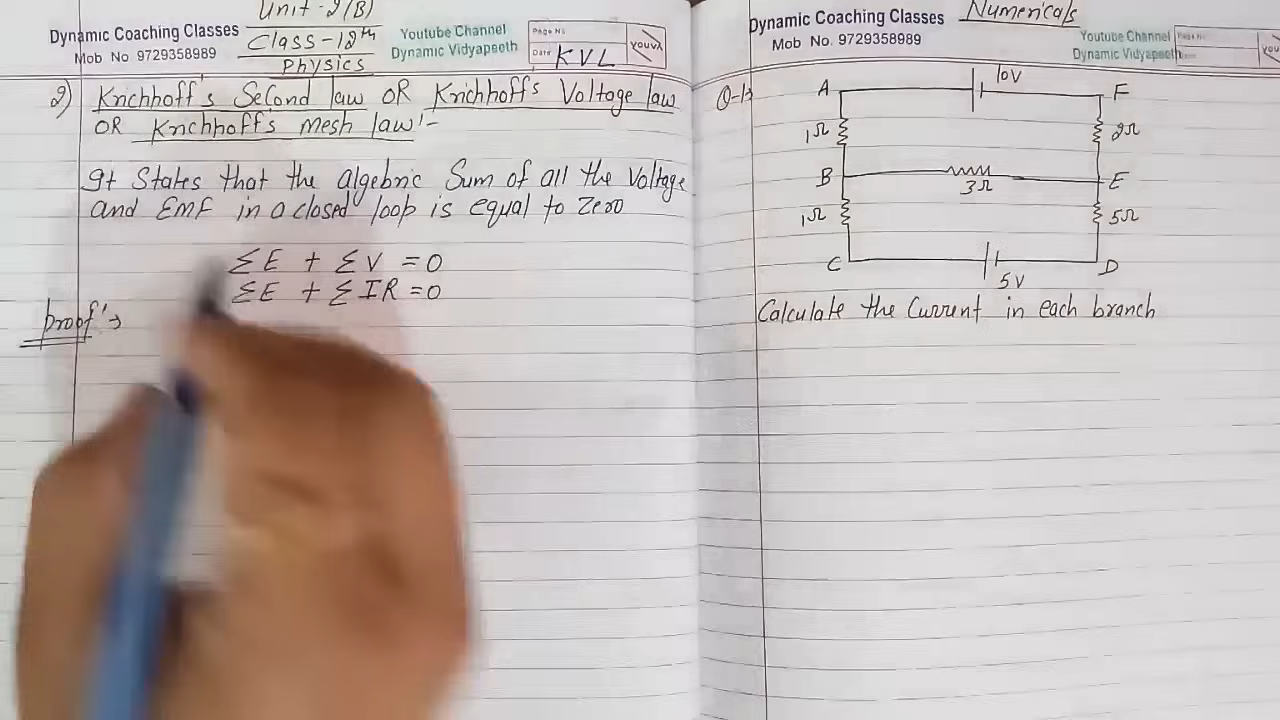 Unit-2(B)
Dynamic Coaching Classes
Class-12th
Mob No. 9729358989
Physics
Youtube Channel
Dynamic Vidyapeeth
Page No
Date KVL
youva
2) Krichhoff's Second law OR Krichhoff's Voltage law
OR Krichhoff's mesh law:-
It States that the algebric Sum of all the Voltage
and EMF in a closed loop is equal to Zero
ΣE + ΣV = 0
ΣE + ΣIR = 0
Proof:→
Numericals
Dynamic Coaching Classes
Mob No. 9729358989
Youtube Channel
Dynamic Vidyapeeth
Q-1)
A 10V F
1Ω 2Ω
B 3Ω E
1Ω 5Ω
C 5V D
Calculate the Current in each branch